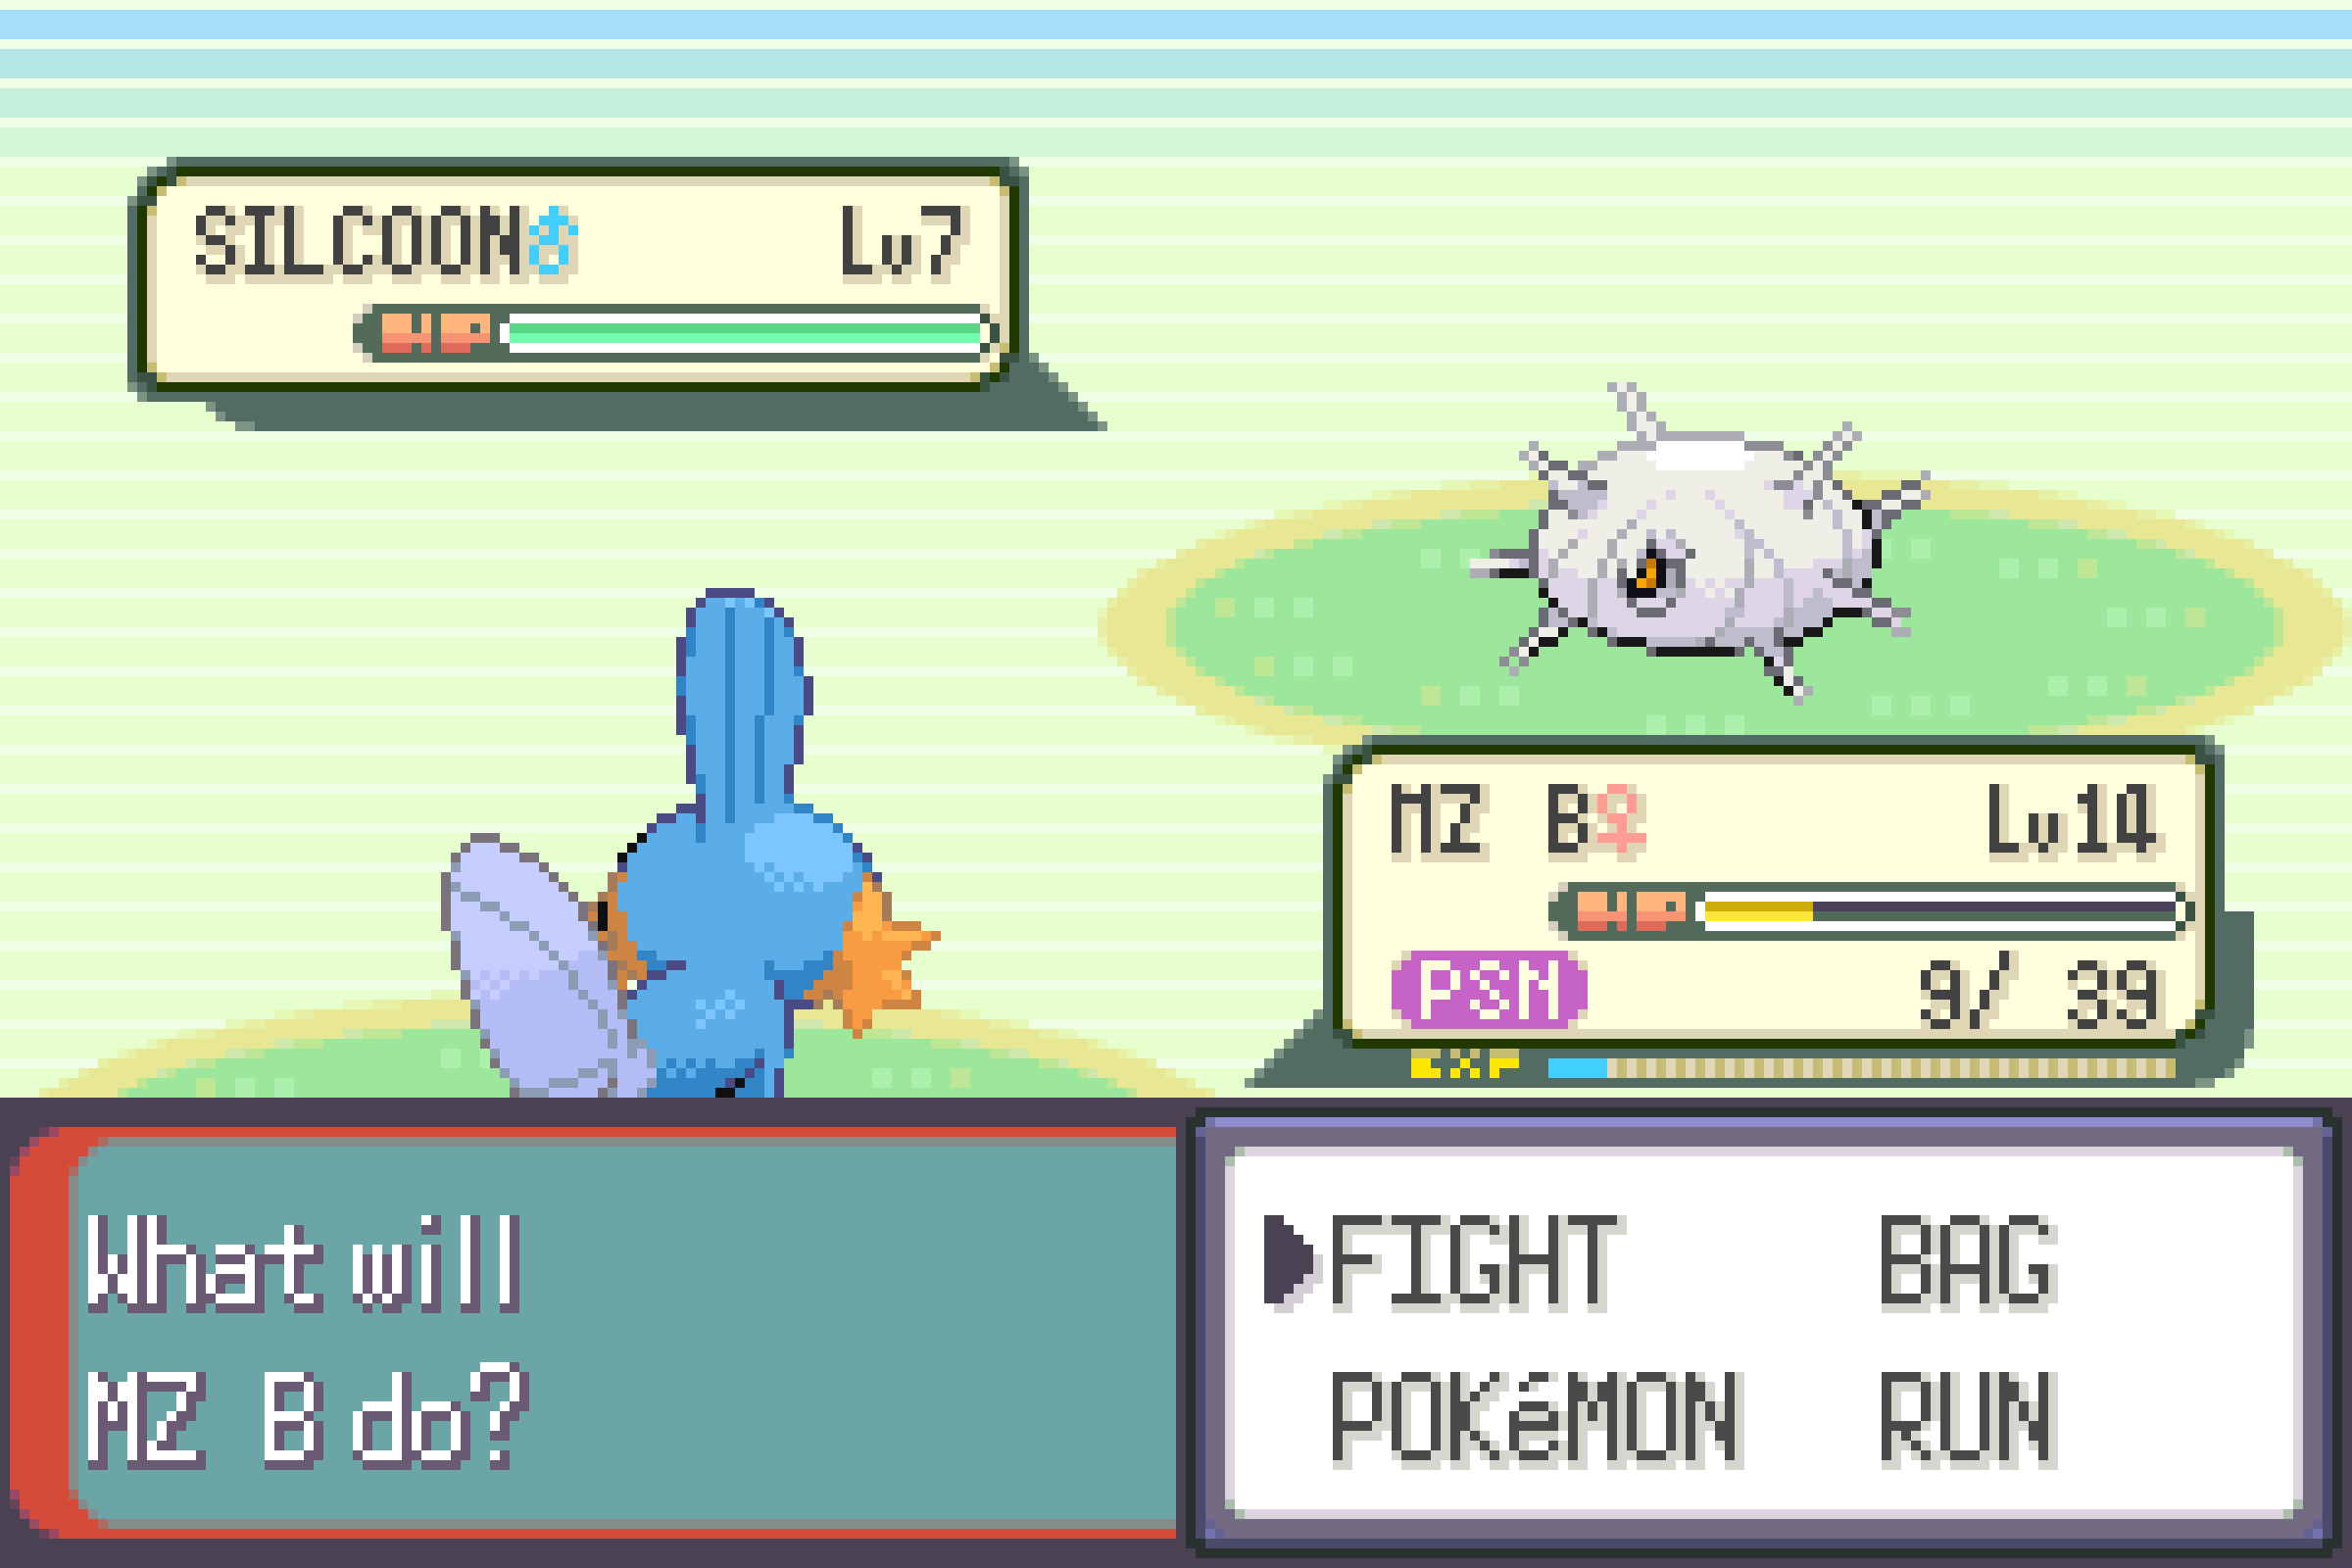 SILCOON♂ Lv7
HP
MZ B♀ Lv14
HP
PSN 9/ 39
EXP
What will
MZ B do?
FIGHT BAG
POKéMON RUN